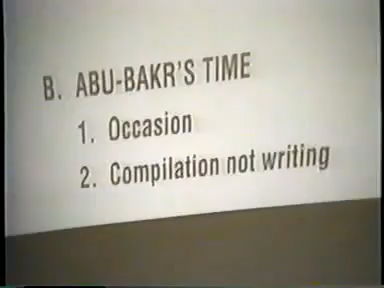 B. ABU-BAKR'S TIME
1. Occasion
2. Compilation not writing